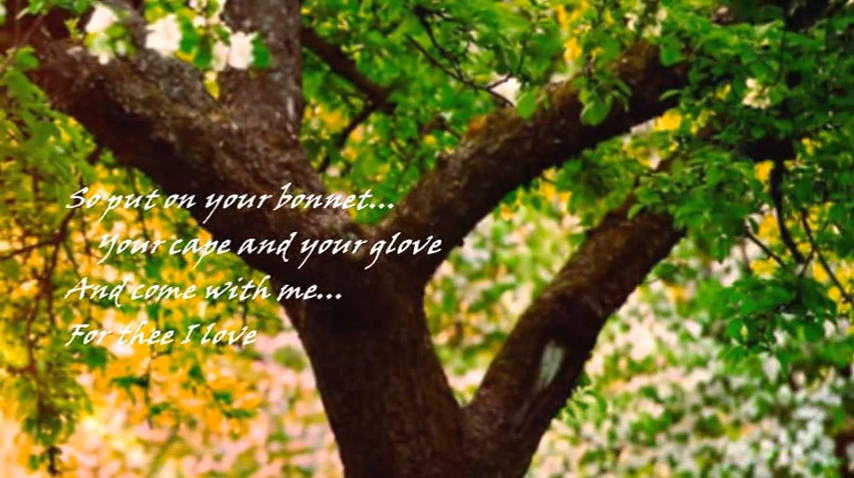 So put on your bonnet...
Your cape and your glove
And come with me...
For thee I love